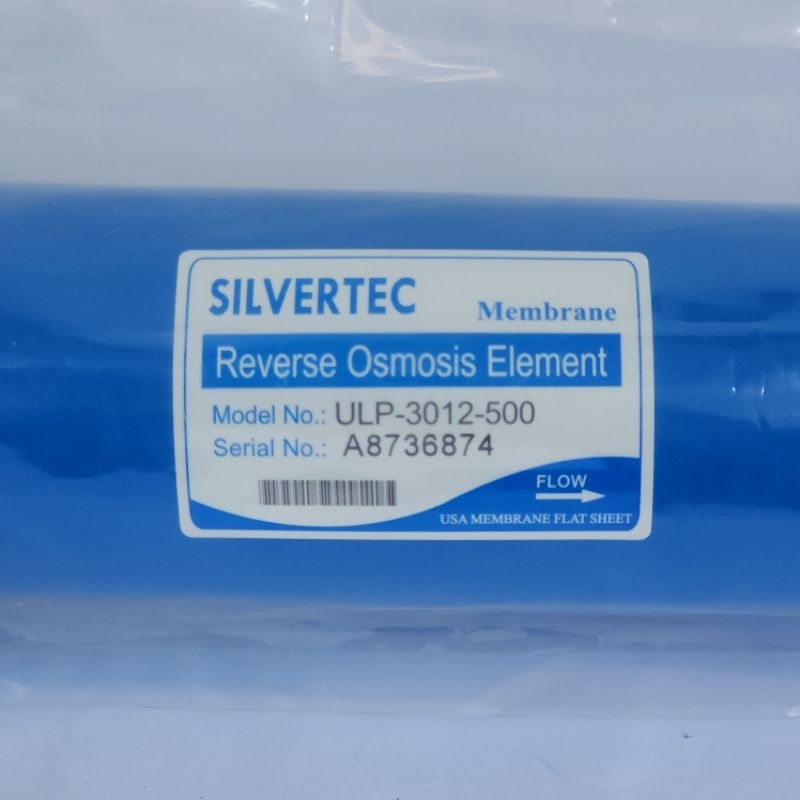 SILVERTEC
Membrane
Reverse Osmosis Element
Model No.: ULP-3012-500
Serial No.: A8736874
FLOW
USA MEMBRANE FLAT SHEET